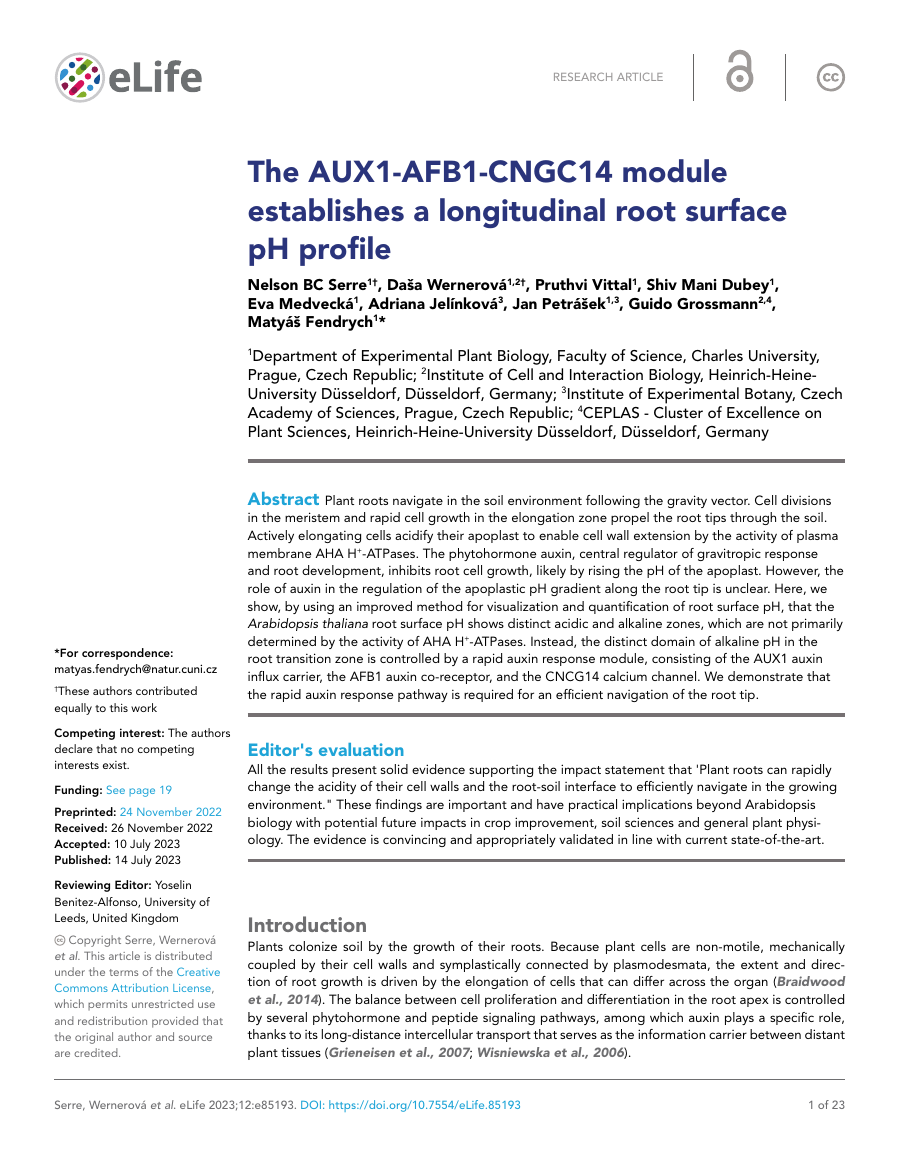 eLife
RESEARCH ARTICLE
cc
The AUX1-AFB1-CNGC14 module
establishes a longitudinal root surface
pH profile
Nelson BC Serre1†, Daša Wernerová1,2†, Pruthvi Vittal1, Shiv Mani Dubey1,
Eva Medvecká1, Adriana Jelínková3, Jan Petrášek1,3, Guido Grossmann2,4,
Matyáš Fendrych1*
1Department of Experimental Plant Biology, Faculty of Science, Charles University,
Prague, Czech Republic; 2Institute of Cell and Interaction Biology, Heinrich-Heine-
University Düsseldorf, Düsseldorf, Germany; 3Institute of Experimental Botany, Czech
Academy of Sciences, Prague, Czech Republic; 4CEPLAS - Cluster of Excellence on
Plant Sciences, Heinrich-Heine-University Düsseldorf, Düsseldorf, Germany
Abstract Plant roots navigate in the soil environment following the gravity vector. Cell divisions
in the meristem and rapid cell growth in the elongation zone propel the root tips through the soil.
Actively elongating cells acidify their apoplast to enable cell wall extension by the activity of plasma
membrane AHA H+-ATPases. The phytohormone auxin, central regulator of gravitropic response
and root development, inhibits root cell growth, likely by rising the pH of the apoplast. However, the
role of auxin in the regulation of the apoplastic pH gradient along the root tip is unclear. Here, we
show, by using an improved method for visualization and quantification of root surface pH, that the
Arabidopsis thaliana root surface pH shows distinct acidic and alkaline zones, which are not primarily
determined by the activity of AHA H+-ATPases. Instead, the distinct domain of alkaline pH in the
root transition zone is controlled by a rapid auxin response module, consisting of the AUX1 auxin
influx carrier, the AFB1 auxin co-receptor, and the CNCG14 calcium channel. We demonstrate that
the rapid auxin response pathway is required for an efficient navigation of the root tip.
Editor's evaluation
All the results present solid evidence supporting the impact statement that 'Plant roots can rapidly
change the acidity of their cell walls and the root-soil interface to efficiently navigate in the growing
environment." These findings are important and have practical implications beyond Arabidopsis
biology with potential future impacts in crop improvement, soil sciences and general plant physi-
ology. The evidence is convincing and appropriately validated in line with current state-of-the-art.
*For correspondence:
matyas.fendrych@natur.cuni.cz
†These authors contributed
equally to this work
Competing interest: The authors
declare that no competing
interests exist.
Funding: See page 19
Preprinted: 24 November 2022
Received: 26 November 2022
Accepted: 10 July 2023
Published: 14 July 2023
Reviewing Editor: Yoselin
Benitez-Alfonso, University of
Leeds, United Kingdom
cc Copyright Serre, Wernerová
et al. This article is distributed
under the terms of the Creative
Commons Attribution License,
which permits unrestricted use
and redistribution provided that
the original author and source
are credited.
Introduction
Plants colonize soil by the growth of their roots. Because plant cells are non-motile, mechanically
coupled by their cell walls and symplastically connected by plasmodesmata, the extent and direc-
tion of root growth is driven by the elongation of cells that can differ across the organ (Braidwood
et al., 2014). The balance between cell proliferation and differentiation in the root apex is controlled
by several phytohormone and peptide signaling pathways, among which auxin plays a specific role,
thanks to its long-distance intercellular transport that serves as the information carrier between distant
plant tissues (Grieneisen et al., 2007; Wisniewska et al., 2006).
Serre, Wernerová et al. eLife 2023;12:e85193. DOI: https://doi.org/10.7554/eLife.85193
1 of 23